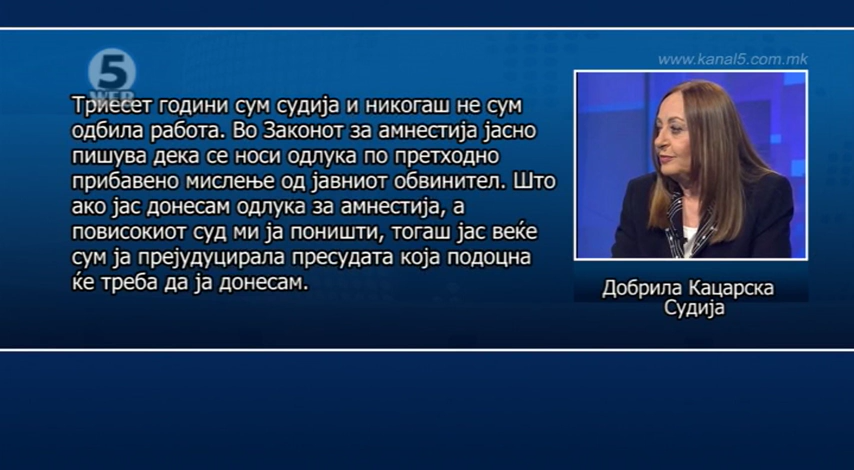 www.kanal5.com.mk
5
WEB
Триесет години сум судија и никогаш не сум
одбила работа. Во Законот за амнестија јасно
пишува дека се носи одлука по претходно
прибавено мислење од јавниот обвинител. Што
ако јас донесам одлука за амнестија, а
повисокиот суд ми ја поништи, тогаш јас веќе
сум ја прејудуцирала пресудата која подоцна
ќе треба да ја донесам.
Добрила Кацарска
Судија